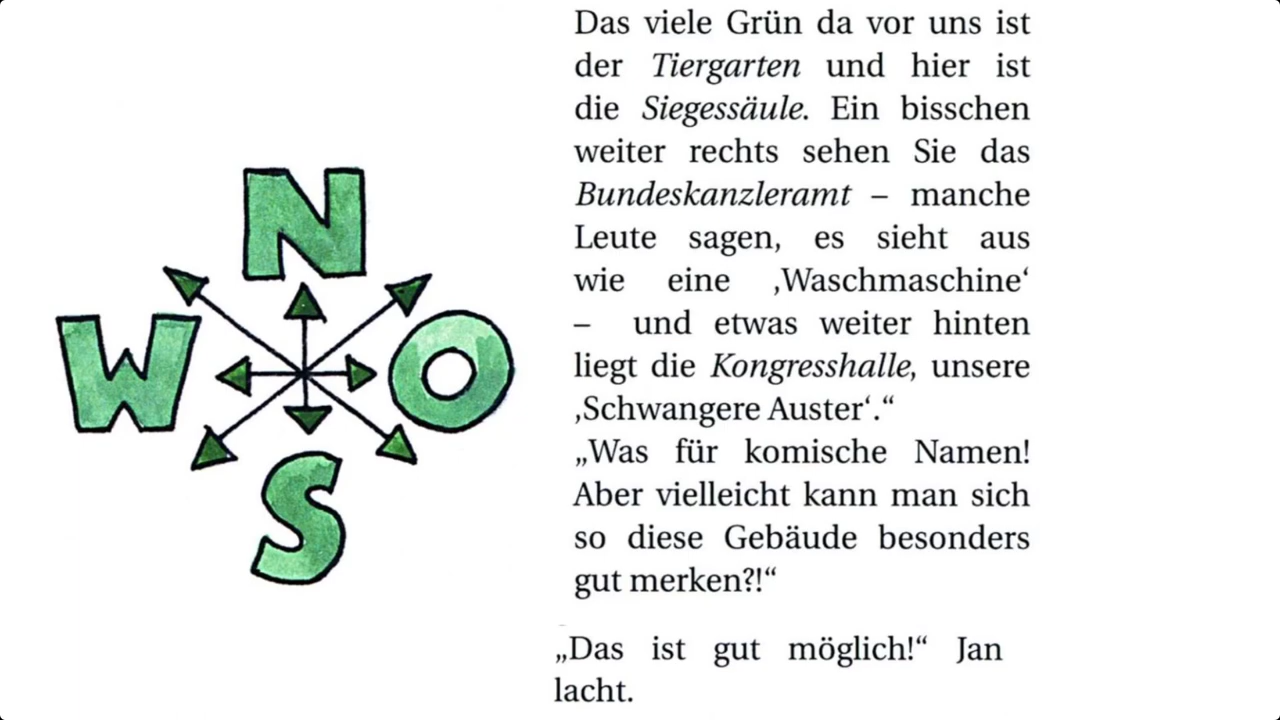 N
W
O
S
Das viele Grün da vor uns ist
der Tiergarten und hier ist
die Siegessäule. Ein bisschen
weiter rechts sehen Sie das
Bundeskanzleramt – manche
Leute sagen, es sieht aus
wie eine ‚Waschmaschine‘
– und etwas weiter hinten
liegt die Kongresshalle, unsere
‚Schwangere Auster‘.“
„Was für komische Namen!
Aber vielleicht kann man sich
so diese Gebäude besonders
gut merken?!“
„Das ist gut möglich!“ Jan
lacht.